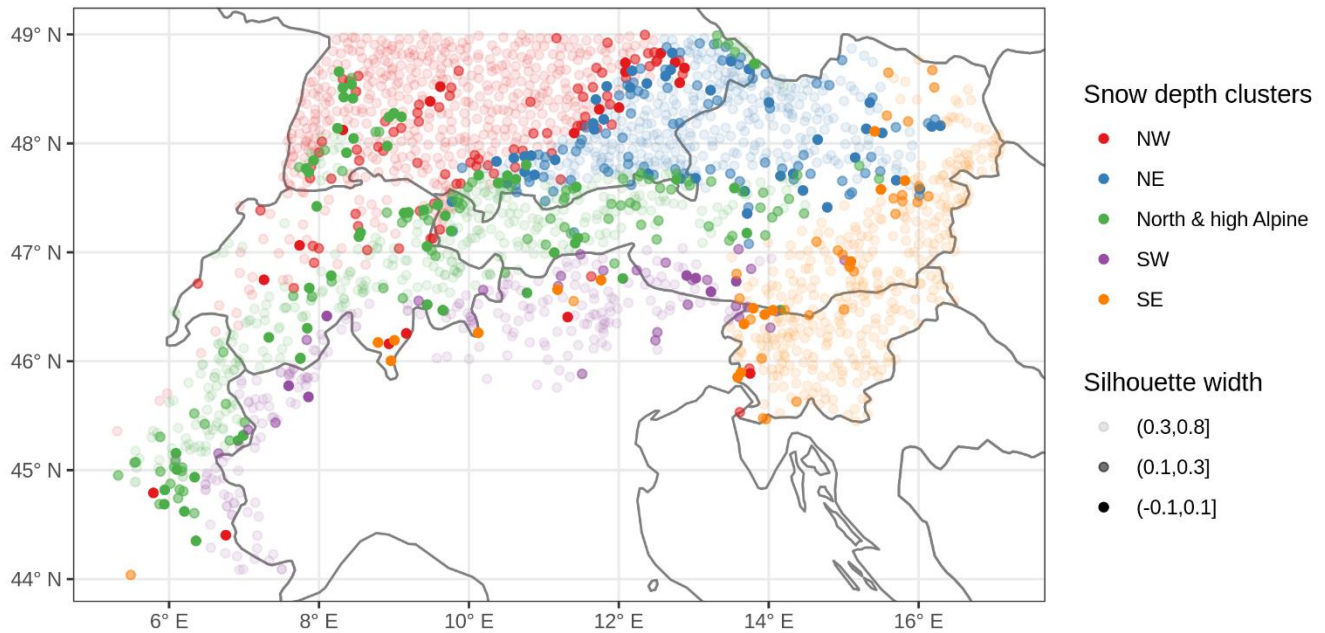 49° N
48° N
47° N
46° N
45° N
44° N
6° E
8° E
10° E
12° E
14° E
16° E
Snow depth clusters
NW
NE
North & high Alpine
SW
SE
Silhouette width
(0.3,0.8]
(0.1,0.3]
(-0.1,0.1]